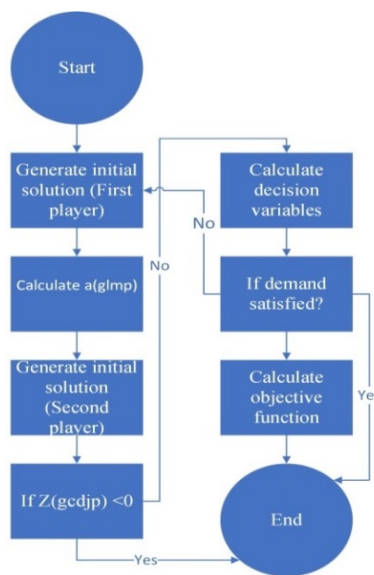 Start
Generate initial
solution (First
player)
Calculate a(glmp)
Generate initial
solution
(Second
player)
If Z(gcdjp) <0
No
Yes
Calculate
decision
variables
No
If demand
satisfied?
Ye
Calculate
objective
function
End